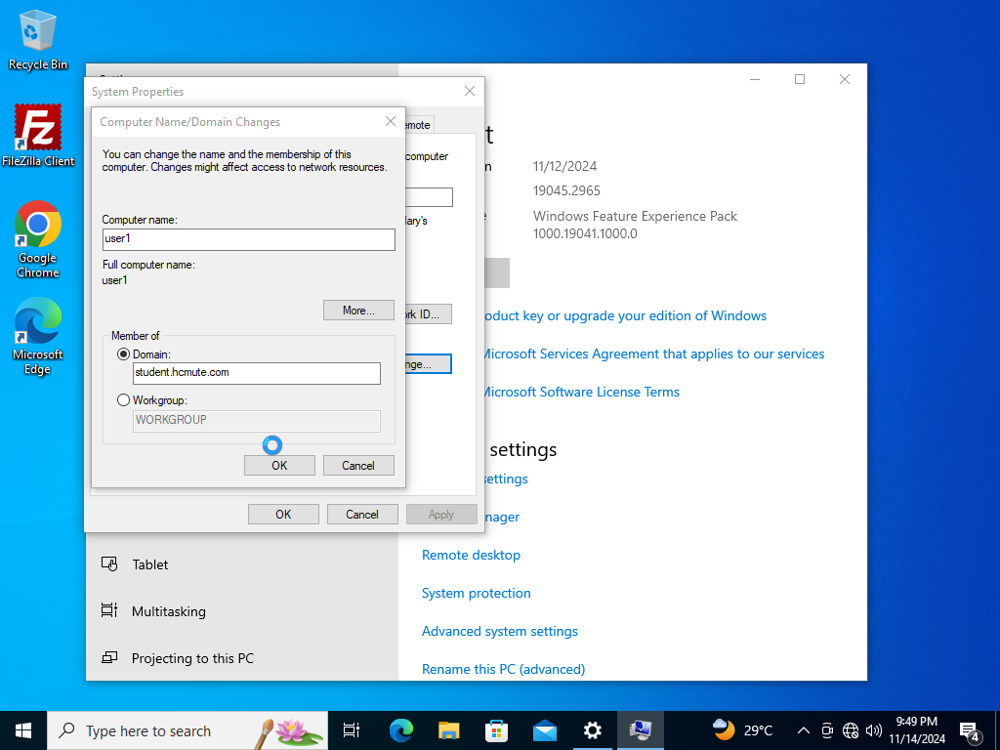 Recycle Bin
FileZilla Client
Google
Chrome
Microsoft
Edge
System Properties
Computer Name/Domain Changes
You can change the name and the membership of this
computer. Changes might affect access to network resources.
Computer name:
user1
Full computer name:
user1
More...
Member of
Domain:
student.hcmute.com
Workgroup:
WORKGROUP
OK
Cancel
emote
computer
ary's
rk ID...
nge...
OK
Cancel
Apply
Tablet
Multitasking
Projecting to this PC
t
n
11/12/2024
19045.2965
e
Windows Feature Experience Pack
1000.19041.1000.0
oduct key or upgrade your edition of Windows
Microsoft Services Agreement that applies to our services
Microsoft Software License Terms
settings
settings
nager
Remote desktop
System protection
Advanced system settings
Rename this PC (advanced)
Type here to search
29°C
9:49 PM
11/14/2024
4